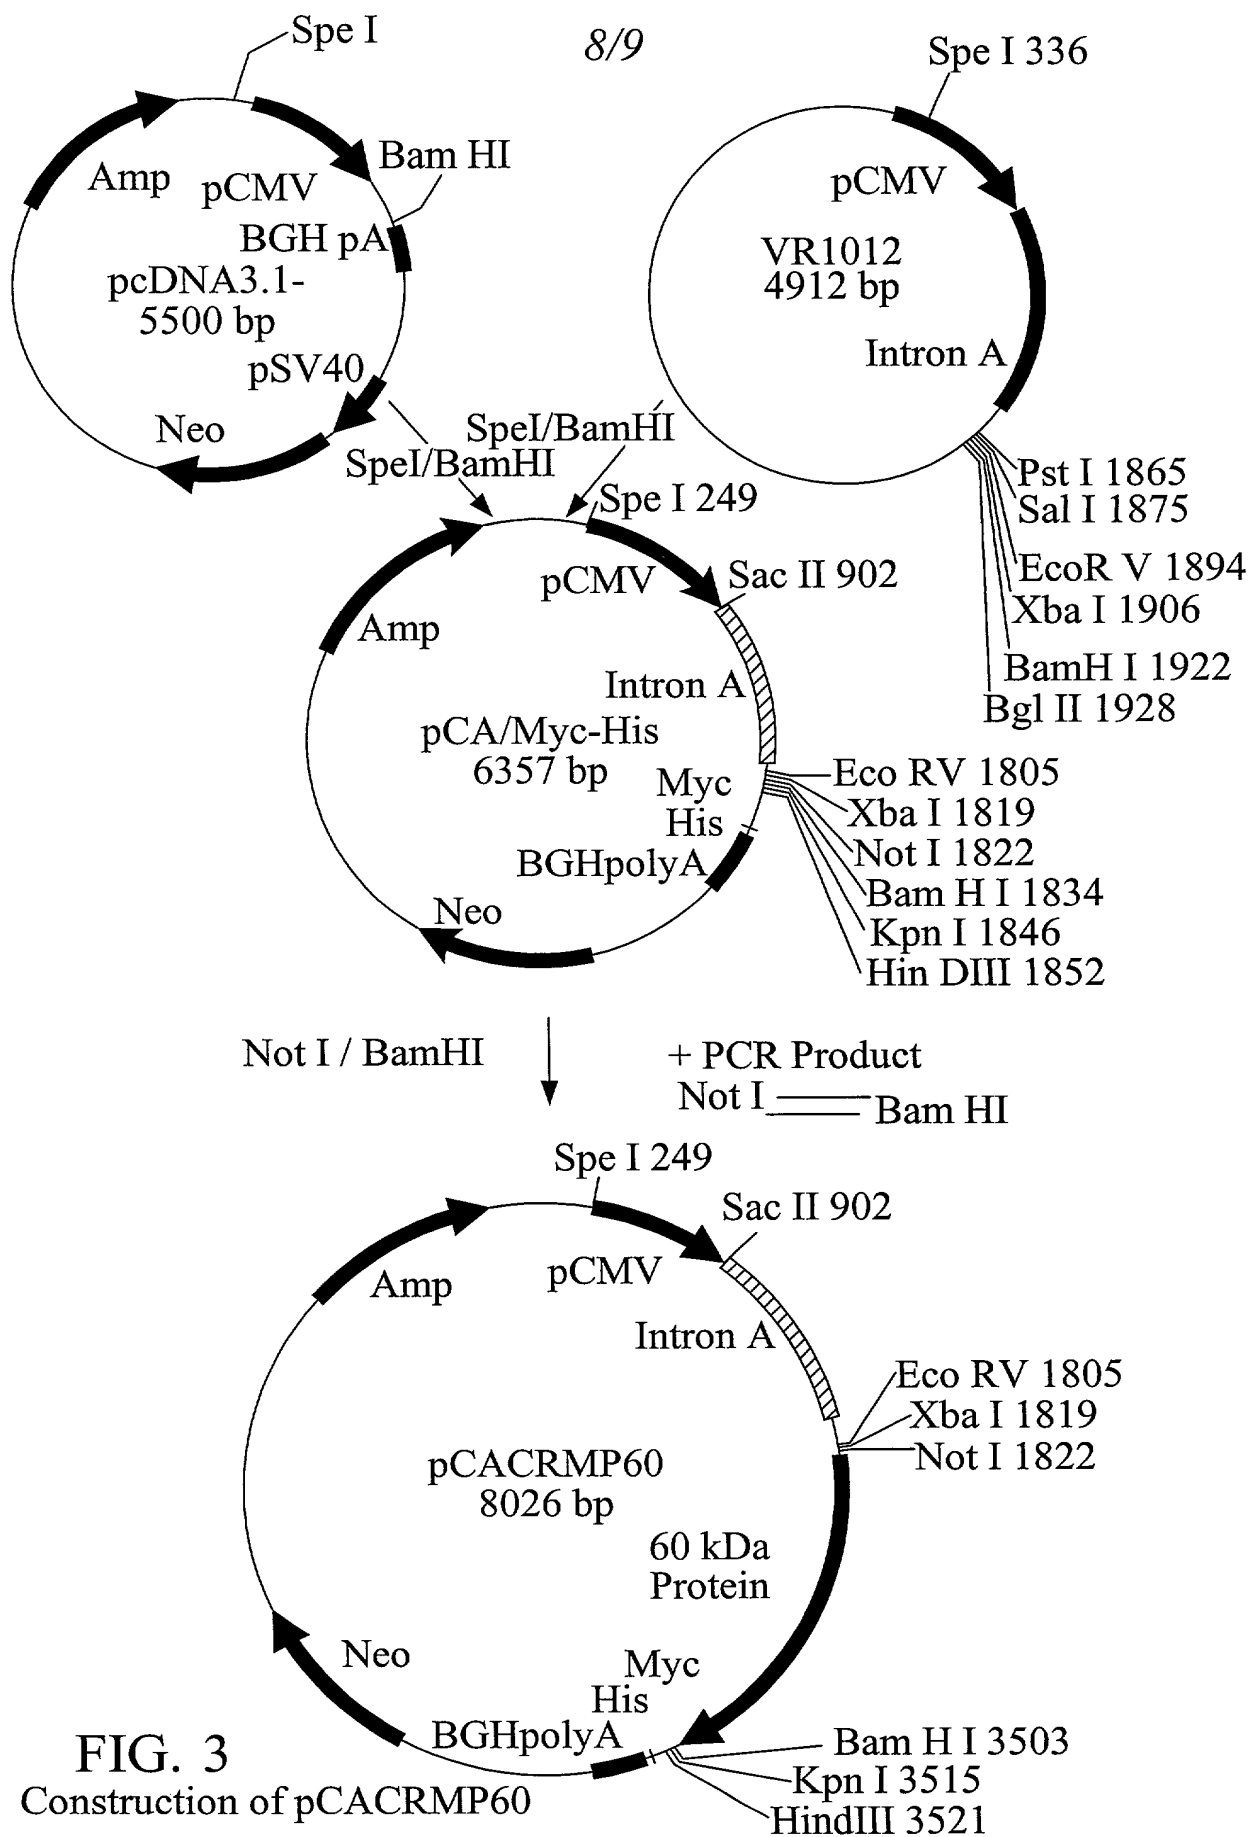 8/9
Spe I
Amp
pCMV
Bam HI
BGH pA
pcDNA3.1-
5500 bp
pSV40
Neo
Spe I 336
pCMV
VR1012
4912 bp
Intron A
Pst I 1865
Sal I 1875
EcoR V 1894
Xba I 1906
BamH I 1922
Bgl II 1928
SpeI/BamHI
SpeI/BamHI
Spe I 249
pCMV
Sac II 902
Amp
Intron A
pCA/Myc-His
6357 bp
Myc
His
BGHpolyA
Neo
Eco RV 1805
Xba I 1819
Not I 1822
Bam H I 1834
Kpn I 1846
Hin DIII 1852
Not I / BamHI
+ PCR Product
Not I
Bam HI
Spe I 249
Sac II 902
Amp
pCMV
Intron A
Eco RV 1805
Xba I 1819
Not I 1822
pCACRMP60
8026 bp
60 kDa
Protein
Neo
Myc
His
BGHpolyA
Bam H I 3503
Kpn I 3515
HindIII 3521
FIG. 3
Construction of pCACRMP60